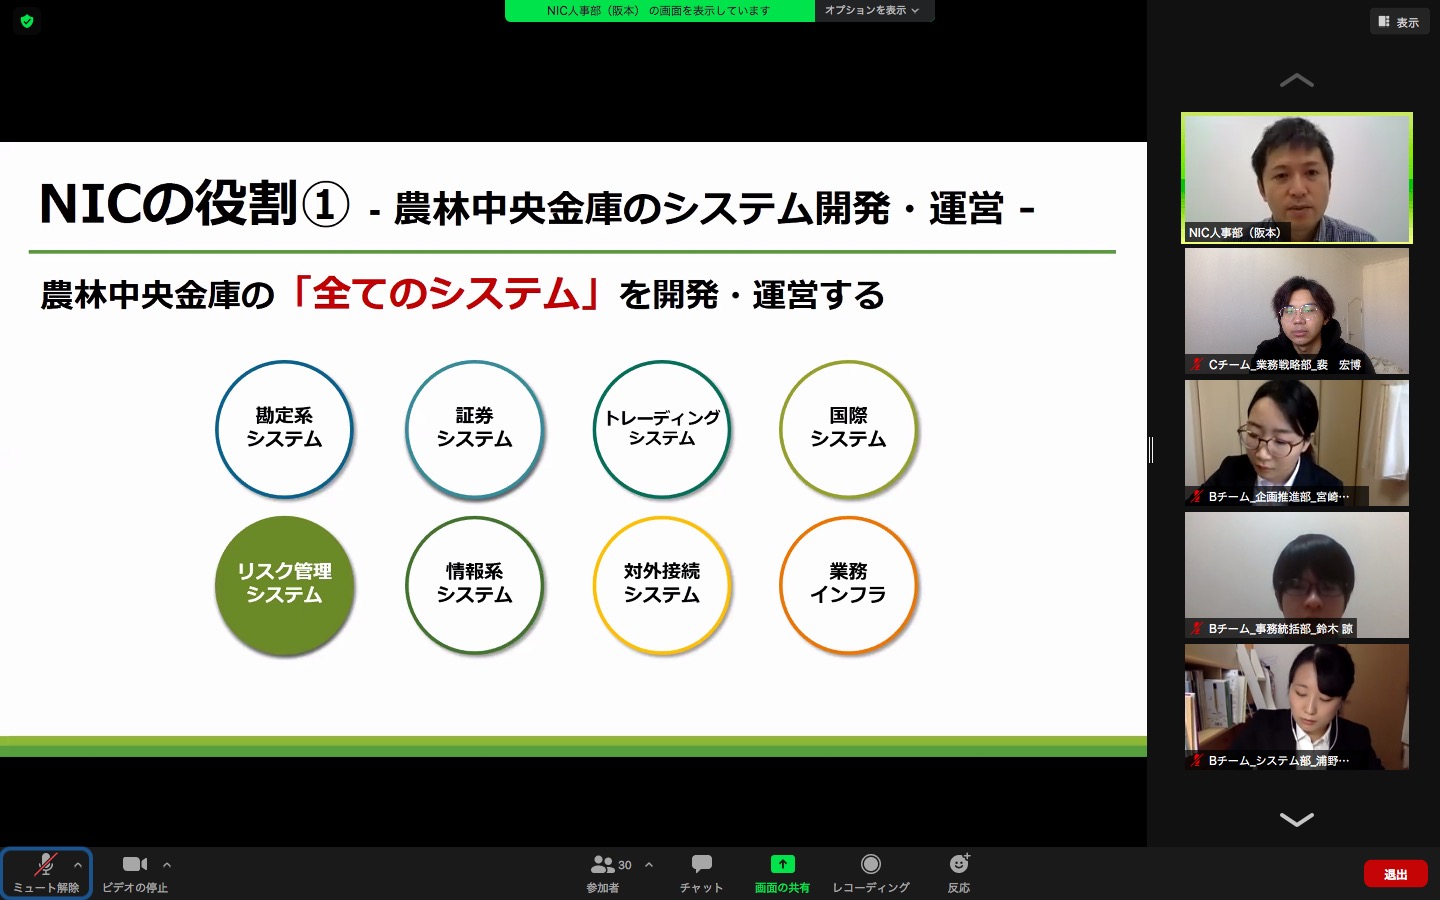 NIC人事部（阪本） の画面を表示しています
オプションを表示
表示
NICの役割① - 農林中央金庫のシステム開発・運営 -
農林中央金庫の「全てのシステム」を開発・運営する
勘定系
システム
証券
システム
トレーディング
システム
国際
システム
リスク管理
システム
情報系
システム
対外接続
システム
業務
インフラ
NIC人事部（阪本）
Cチーム_業務戦略部_裴　宏博
Bチーム_企画推進部_宮崎…
Bチーム_事務統括部_鈴木 諒
Bチーム_システム部_浦野…
ミュート解除
ビデオの停止
30
参加者
チャット
画面の共有
レコーディング
反応
退出